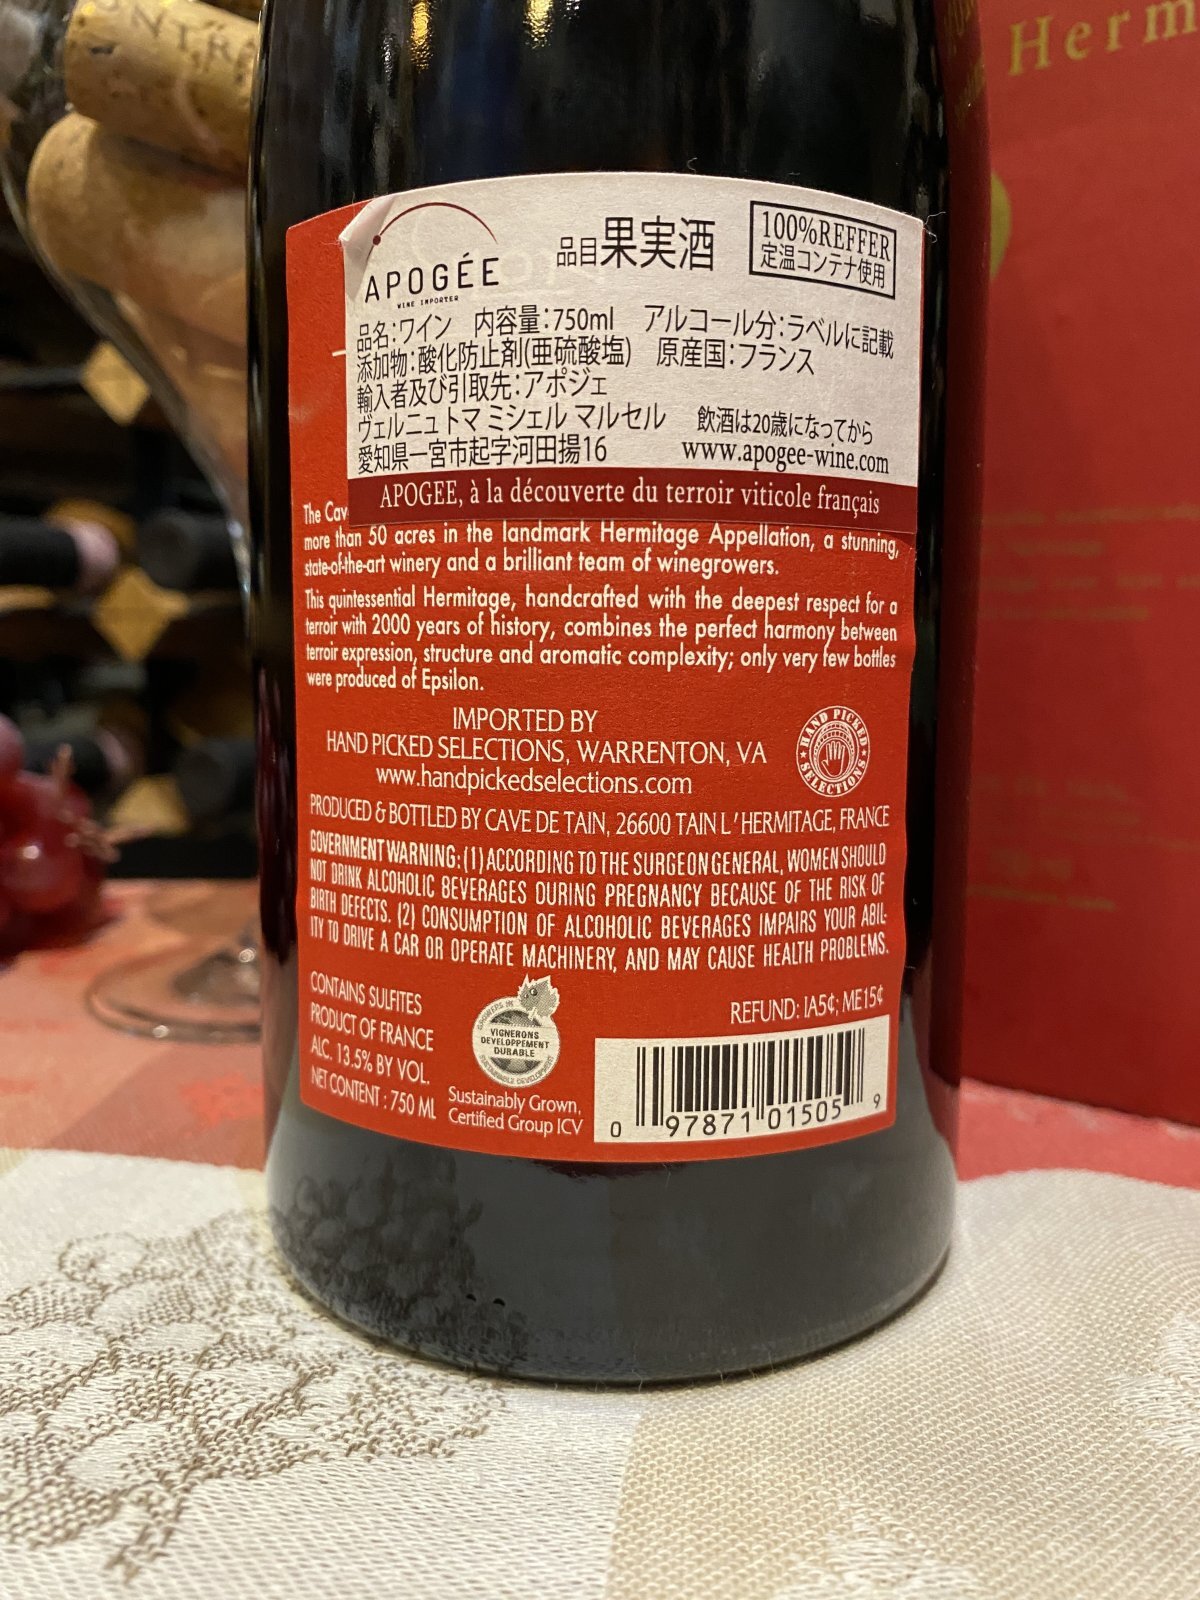 ONTRA
Herm
APOGÉE
WINE IMPORTER
品目果実酒
100%REFFER
定温コンテナ使用
品名:ワイン 内容量:750ml アルコール分:ラベルに記載
添加物:酸化防止剤(亜硫酸塩) 原産国:フランス
輸入者及び引取先:アポジェ
ヴェルニュ トマ ミシェル マルセル 飲酒は20歳になってから
愛知県一宮市起字河田揚16 www.apogee-wine.com
APOGEE, à la découverte du terroir viticole français
The Cav
more than 50 acres in the landmark Hermitage Appellation, a stunning,
state-of-the-art winery and a brilliant team of winegrowers.
This quintessential Hermitage, handcrafted with the deepest respect for a
terroir with 2000 years of history, combines the perfect harmony between
terroir expression, structure and aromatic complexity; only very few bottles
were produced of Epsilon.
IMPORTED BY
HAND PICKED SELECTIONS, WARRENTON, VA
www.handpickedselections.com
HAND PICKED SELECTIONS
PRODUCED & BOTTLED BY CAVE DE TAIN, 26600 TAIN L'HERMITAGE, FRANCE
GOVERNMENT WARNING: (1) ACCORDING TO THE SURGEON GENERAL, WOMEN SHOULD
NOT DRINK ALCOHOLIC BEVERAGES DURING PREGNANCY BECAUSE OF THE RISK OF
BIRTH DEFECTS. (2) CONSUMPTION OF ALCOHOLIC BEVERAGES IMPAIRS YOUR ABIL-
ITY TO DRIVE A CAR OR OPERATE MACHINERY, AND MAY CAUSE HEALTH PROBLEMS.
CONTAINS SULFITES
PRODUCT OF FRANCE
ALC. 13.5% BY VOL.
NET CONTENT : 750 ML
VIGNERONS
DEVELOPPEMENT
DURABLE
SUSTAINABLE DEVELOPMENT
Sustainably Grown,
Certified Group ICV
REFUND: IA5¢; ME15¢
0 97871 01505 9